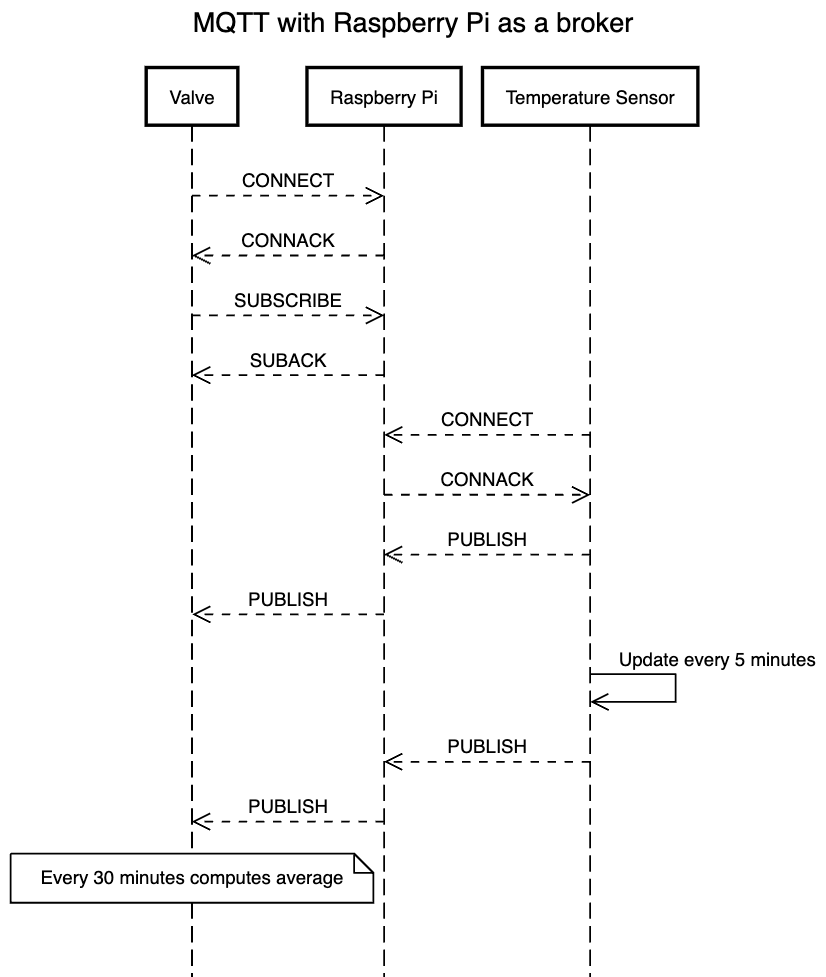 MQTT with Raspberry Pi as a broker
Valve
Raspberry Pi
Temperature Sensor
CONNECT
CONNACK
SUBSCRIBE
SUBACK
CONNECT
CONNACK
PUBLISH
PUBLISH
Update every 5 minutes
PUBLISH
PUBLISH
Every 30 minutes computes average